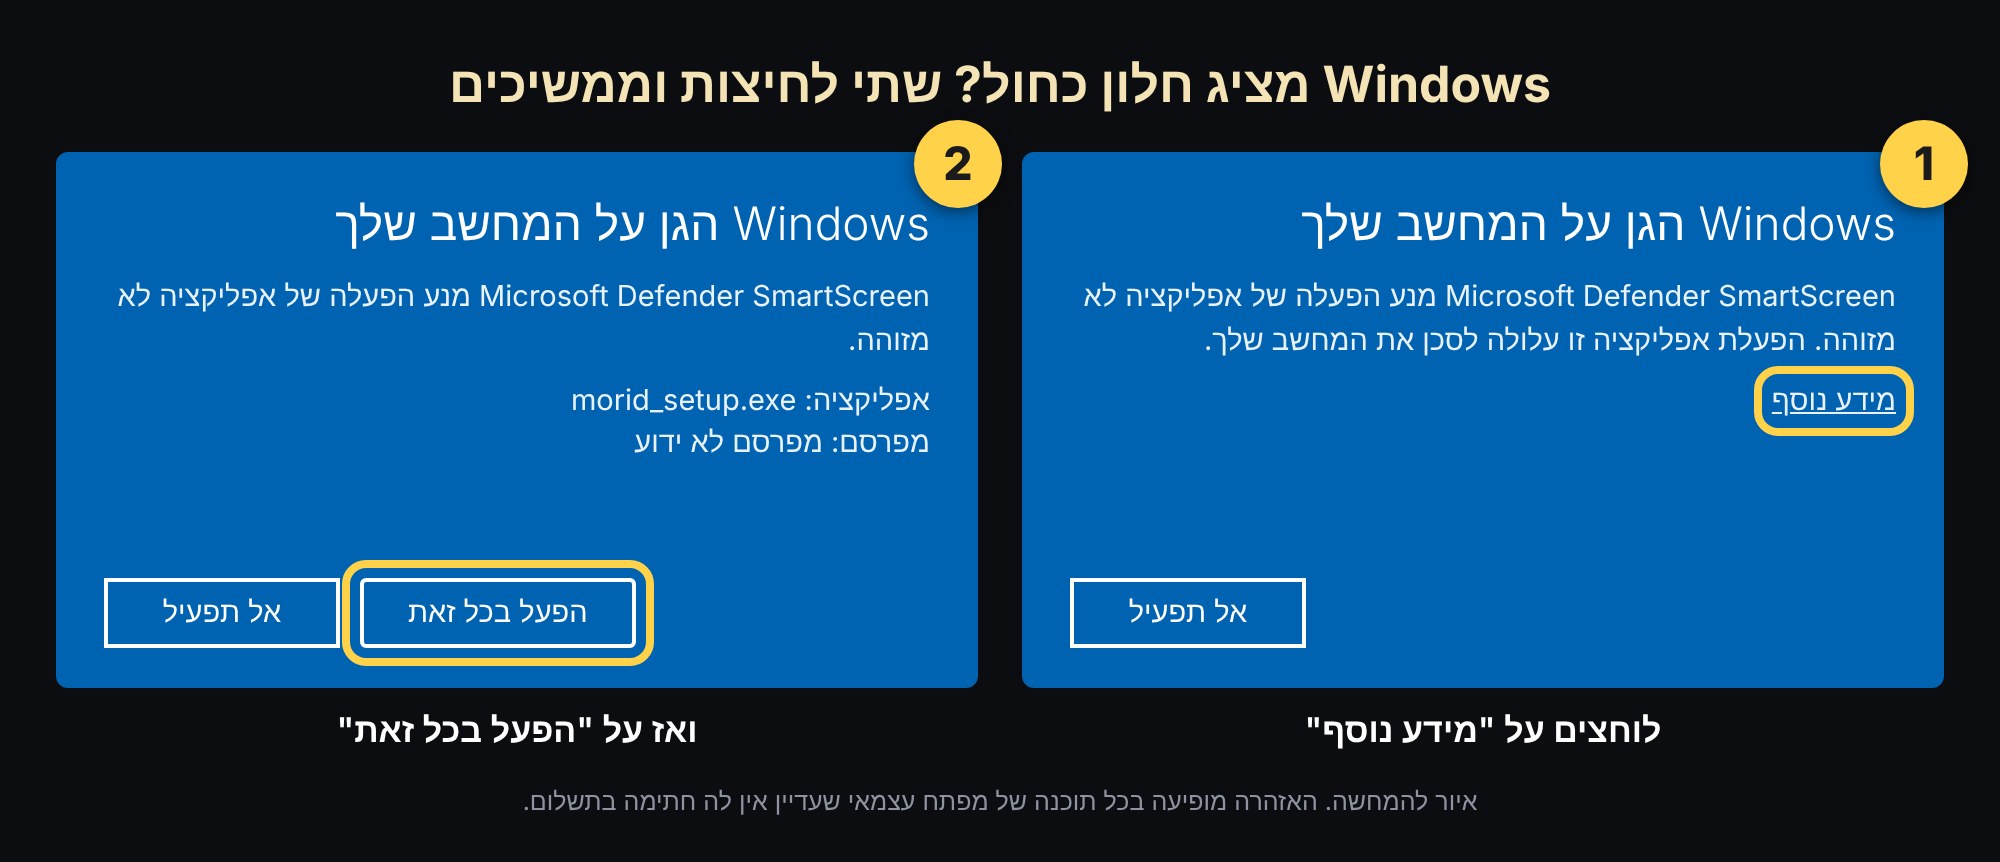 Windows מציג חלון כחול? שתי לחיצות וממשיכים
1
Windows הגן על המחשב שלך
Microsoft Defender SmartScreen מנע הפעלה של אפליקציה לא
מזוהה. הפעלת אפליקציה זו עלולה לסכן את המחשב שלך.
מידע נוסף
אל תפעיל
לוחצים על "מידע נוסף"
2
Windows הגן על המחשב שלך
Microsoft Defender SmartScreen מנע הפעלה של אפליקציה לא
מזוהה.
אפליקציה: morid_setup.exe
מפרסם: מפרסם לא ידוע
הפעל בכל זאת
אל תפעיל
ואז על "הפעל בכל זאת"
איור להמחשה. האזהרה מופיעה בכל תוכנה של מפתח עצמאי שעדיין אין לה חתימה בתשלום.